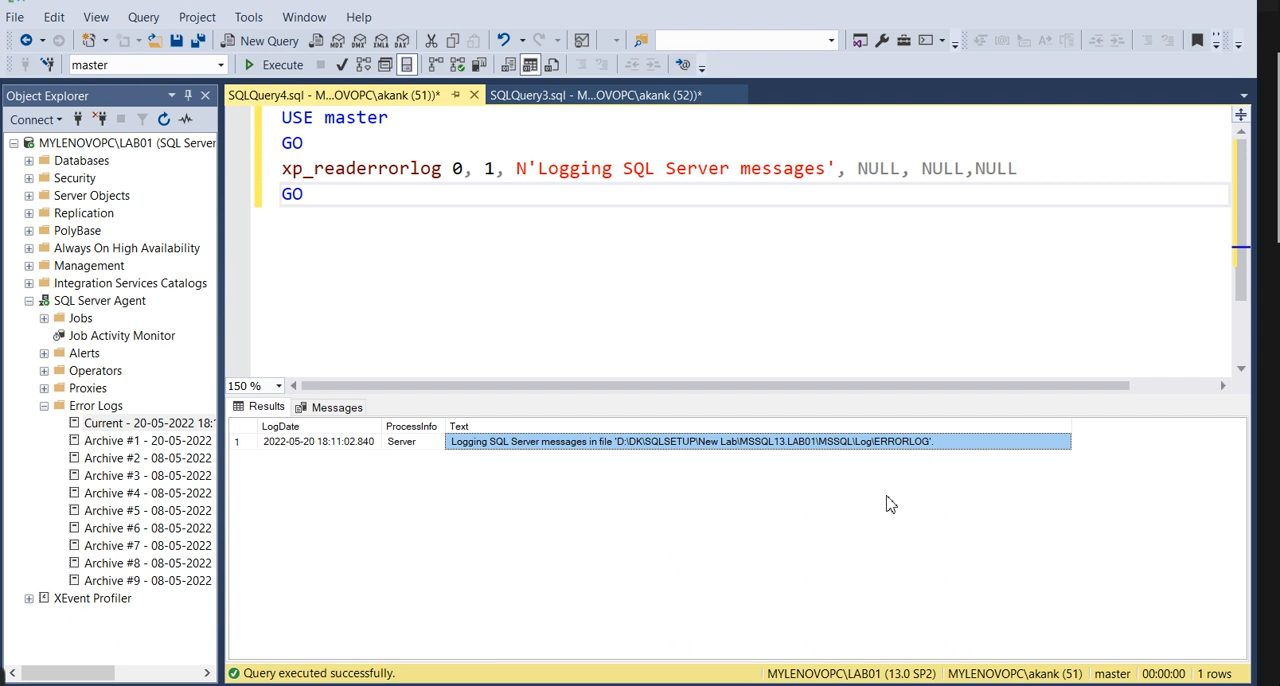 File Edit View Query Project Tools Window Help
New Query
master Execute
Object Explorer
SQLQuery4.sql - M...OVOPC\akank (51))* SQLQuery3.sql - M...OVOPC\akank (52))*
Connect
MYLENOVOPC\LAB01 (SQL Server
Databases
Security
Server Objects
Replication
PolyBase
Always On High Availability
Management
Integration Services Catalogs
SQL Server Agent
Jobs
Job Activity Monitor
Alerts
Operators
Proxies
Error Logs
Current - 20-05-2022 18:
Archive #1 - 20-05-2022
Archive #2 - 08-05-2022
Archive #3 - 08-05-2022
Archive #4 - 08-05-2022
Archive #5 - 08-05-2022
Archive #6 - 08-05-2022
Archive #7 - 08-05-2022
Archive #8 - 08-05-2022
Archive #9 - 08-05-2022
XEvent Profiler
USE master
GO
xp_readerrorlog 0, 1, N'Logging SQL Server messages', NULL, NULL,NULL
GO
150 %
Results Messages
LogDate ProcessInfo Text
1 2022-05-20 18:11:02.840 Server Logging SQL Server messages in file 'D:\DK\SQLSETUP\New Lab\MSSQL13.LAB01\MSSQL\Log\ERRORLOG'.
Query executed successfully. MYLENOVOPC\LAB01 (13.0 SP2) MYLENOVOPC\akank (51) master 00:00:00 1 rows